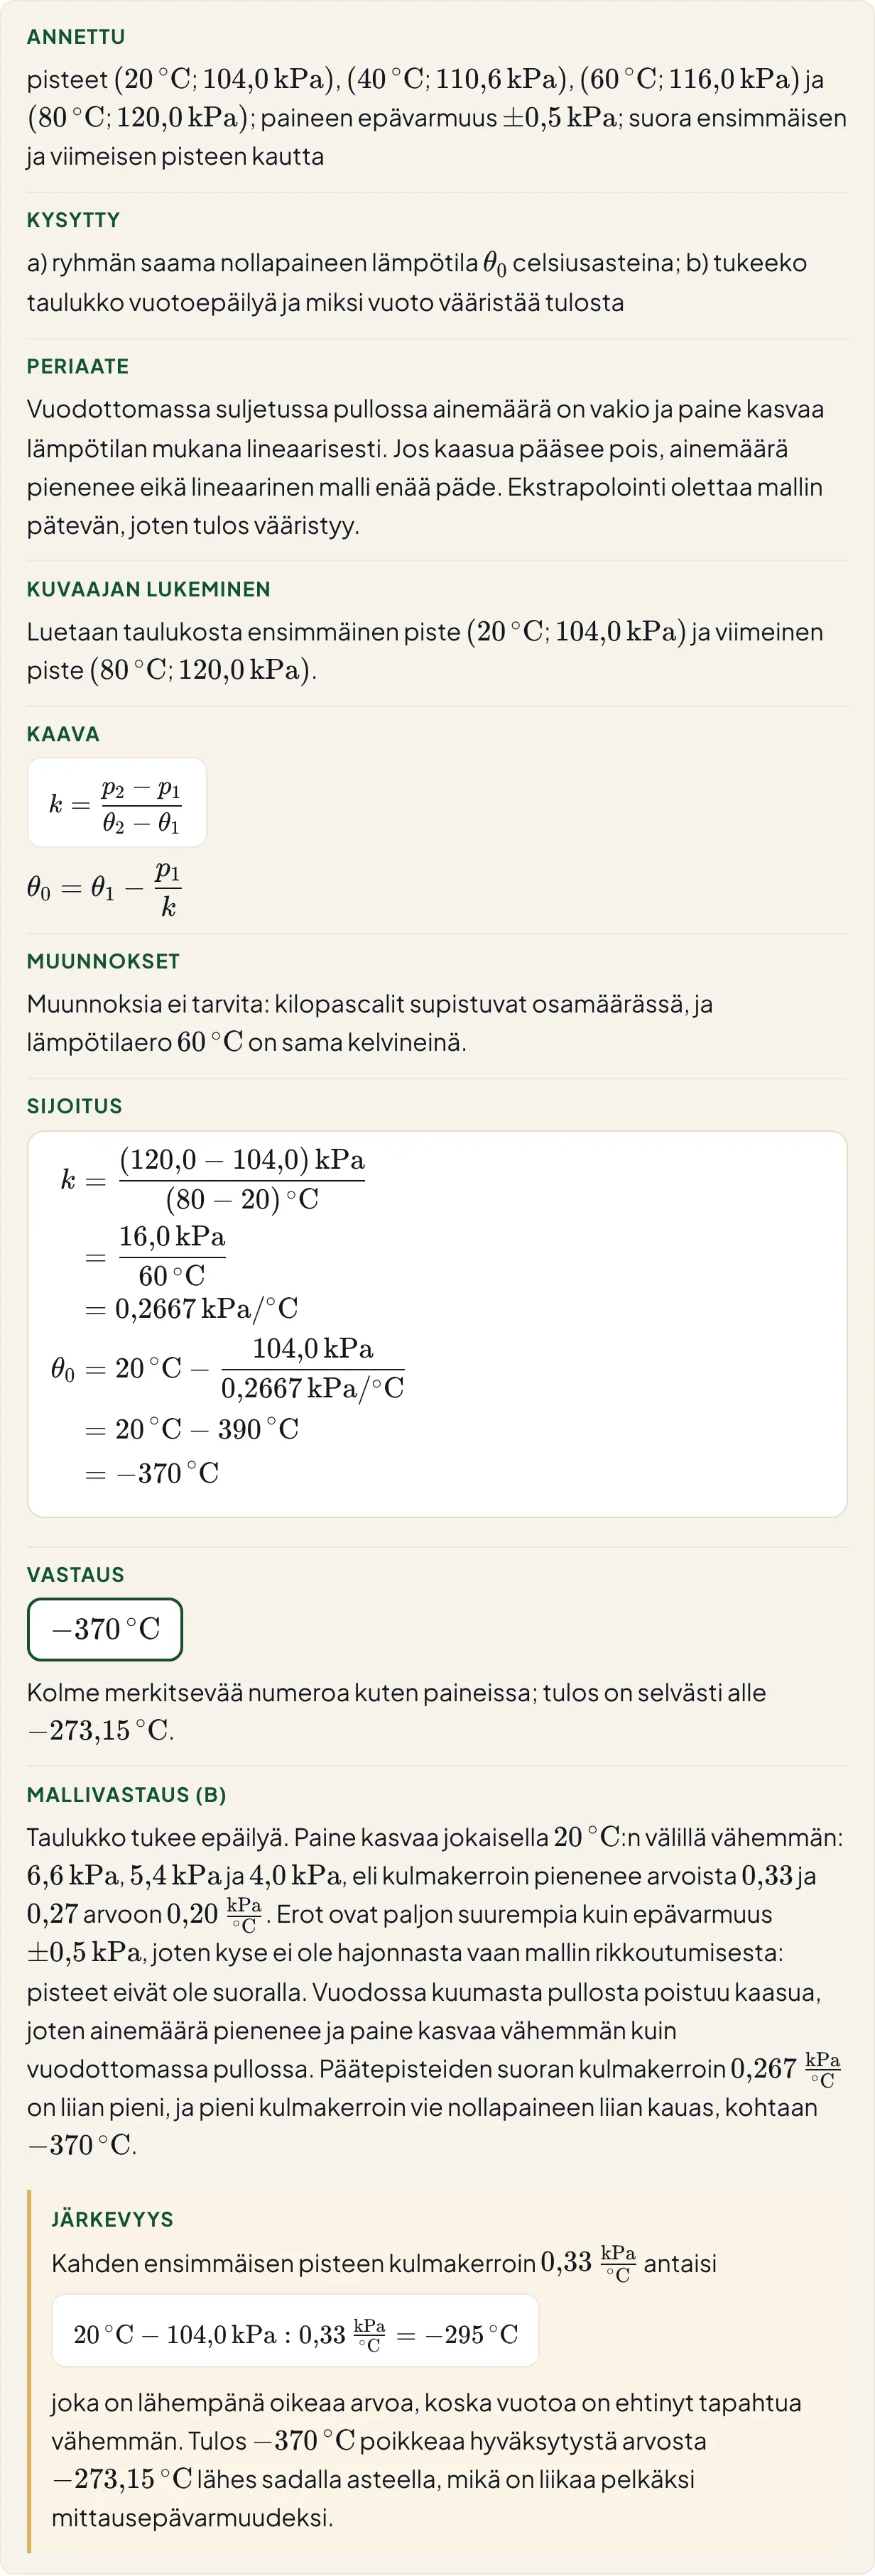 ANNETTU
pisteet (20 °C; 104,0 kPa), (40 °C; 110,6 kPa), (60 °C; 116,0 kPa) ja
(80 °C; 120,0 kPa); paineen epävarmuus ±0,5 kPa; suora ensimmäisen
ja viimeisen pisteen kautta
KYSYTTY
a) ryhmän saama nollapaineen lämpötila θ₀ celsiusasteina; b) tukeeko
taulukko vuotoepäilyä ja miksi vuoto vääristää tulosta
PERIAATE
Vuodottomassa suljetussa pullossa ainemäärä on vakio ja paine kasvaa
lämpötilan mukana lineaarisesti. Jos kaasua pääsee pois, ainemäärä
pienenee eikä lineaarinen malli enää päde. Ekstrapolointi olettaa mallin
pätevän, joten tulos vääristyy.
KUVAAJAN LUKEMINEN
Luetaan taulukosta ensimmäinen piste (20 °C; 104,0 kPa) ja viimeinen
piste (80 °C; 120,0 kPa).
KAAVA
k = (p₂ − p₁)/(θ₂ − θ₁)
θ₀ = θ₁ − p₁/k
MUUNNOKSET
Muunnoksia ei tarvita: kilopascalit supistuvat osamäärässä, ja
lämpötilaero 60 °C on sama kelvineinä.
SIJOITUS
k = (120,0 − 104,0) kPa/(80 − 20) °C
= 16,0 kPa/60 °C
= 0,2667 kPa/°C
θ₀ = 20 °C − 104,0 kPa/0,2667 kPa/°C
= 20 °C − 390 °C
= −370 °C
VASTAUS
−370 °C
Kolme merkitsevää numeroa kuten paineissa; tulos on selvästi alle
−273,15 °C.
MALLIVASTAUS (B)
Taulukko tukee epäilyä. Paine kasvaa jokaisella 20 °C:n välillä vähemmän:
6,6 kPa, 5,4 kPa ja 4,0 kPa, eli kulmakerroin pienenee arvoista 0,33 ja
0,27 arvoon 0,20 kPa/°C. Erot ovat paljon suurempia kuin epävarmuus
±0,5 kPa, joten kyse ei ole hajonnasta vaan mallin rikkoutumisesta:
pisteet eivät ole suoralla. Vuodossa kuumasta pullosta poistuu kaasua,
joten ainemäärä pienenee ja paine kasvaa vähemmän kuin
vuodottomassa pullossa. Päätepisteiden suoran kulmakerroin 0,267 kPa/°C
on liian pieni, ja pieni kulmakerroin vie nollapaineen liian kauas, kohtaan
−370 °C.
JÄRKEVYYS
Kahden ensimmäisen pisteen kulmakerroin 0,33 kPa/°C antaisi
20 °C − 104,0 kPa : 0,33 kPa/°C = −295 °C
joka on lähempänä oikeaa arvoa, koska vuotoa on ehtinyt tapahtua
vähemmän. Tulos −370 °C poikkeaa hyväksytystä arvosta
−273,15 °C lähes sadalla asteella, mikä on liikaa pelkäksi
mittausepävarmuudeksi.